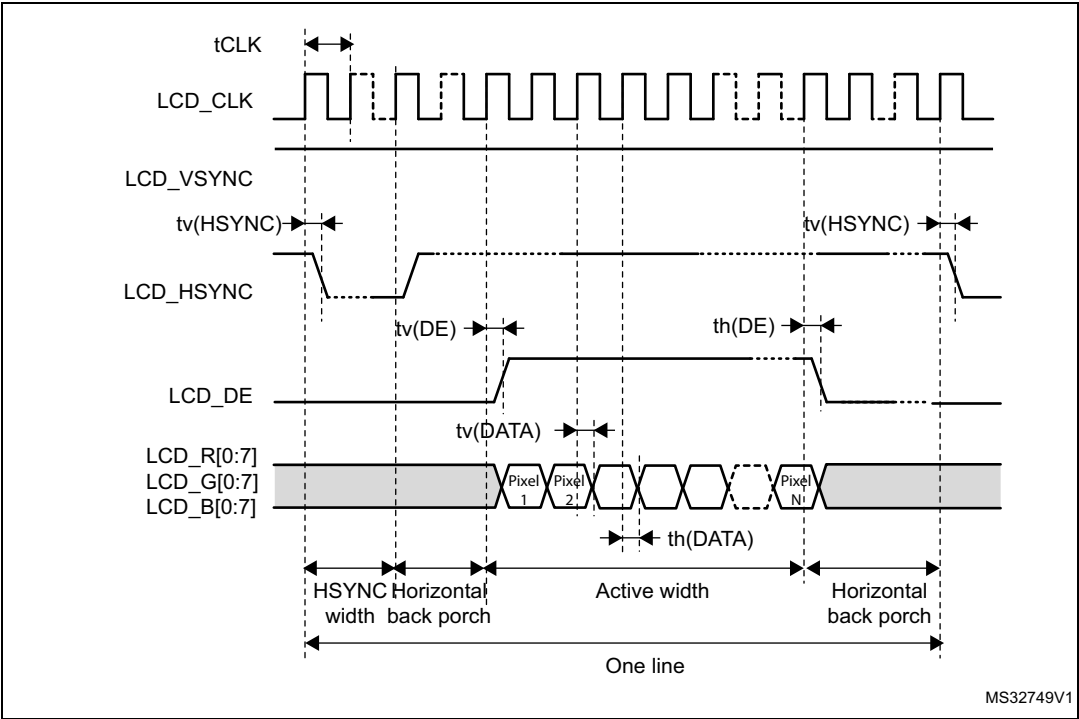 tCLK
LCD_CLK
LCD_VSYNC
tv(HSYNC)
tv(HSYNC)
LCD_HSYNC
tv(DE)
th(DE)
LCD_DE
tv(DATA)
LCD_R[0:7]
LCD_G[0:7]
LCD_B[0:7]
Pixel
1
Pixel
2
Pixel
N
th(DATA)
HSYNC
width
Horizontal
back porch
Active width
Horizontal
back porch
One line
MS32749V1